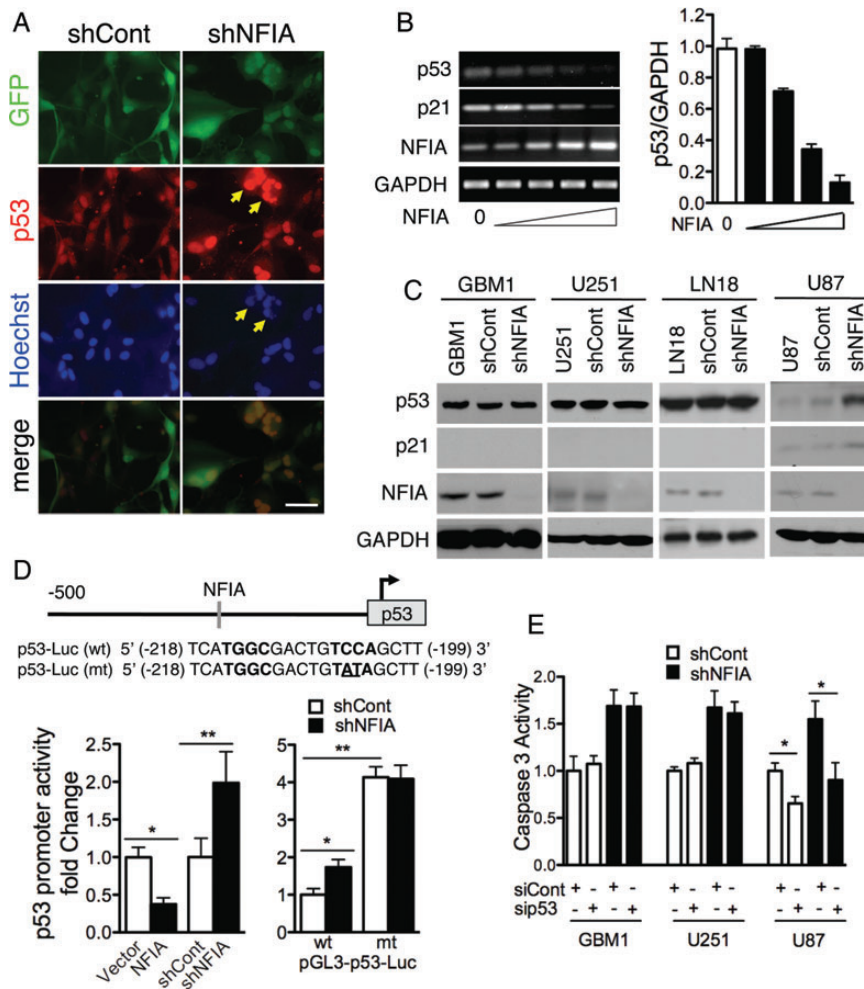 A
shCont shNFIA
GFP
p53
Hoechst
merge
B
p53
p21
NFIA
GAPDH
NFIA 0
p53/GAPDH
1.2
1.0
0.8
0.6
0.4
0.2
0
NFIA 0
C
GBM1 U251 LN18 U87
GBM1 shCont shNFIA U251 shCont shNFIA LN18 shCont shNFIA U87 shCont shNFIA
p53
p21
NFIA
GAPDH
D
-500 NFIA p53
p53-Luc (wt) 5' (-218) TCATGGCGACTGTCCAGCTT (-199) 3'
p53-Luc (mt) 5' (-218) TCATGGCGACTGTATAGCTT (-199) 3'
shCont
shNFIA
p53 promoter activity
fold Change
2.5
2.0
1.5
1.0
0.5
0.0
* **
Vector NFIA shCont shNFIA
5
4
3
2
1
0
* **
wt mt
pGL3-p53-Luc
E
shCont
shNFIA
Caspase 3 Activity
2.0
1.5
1.0
0.5
0.0
* *
siCont + - + - + - + - + - + -
sip53 - + - + - + - + - + - +
GBM1 U251 U87